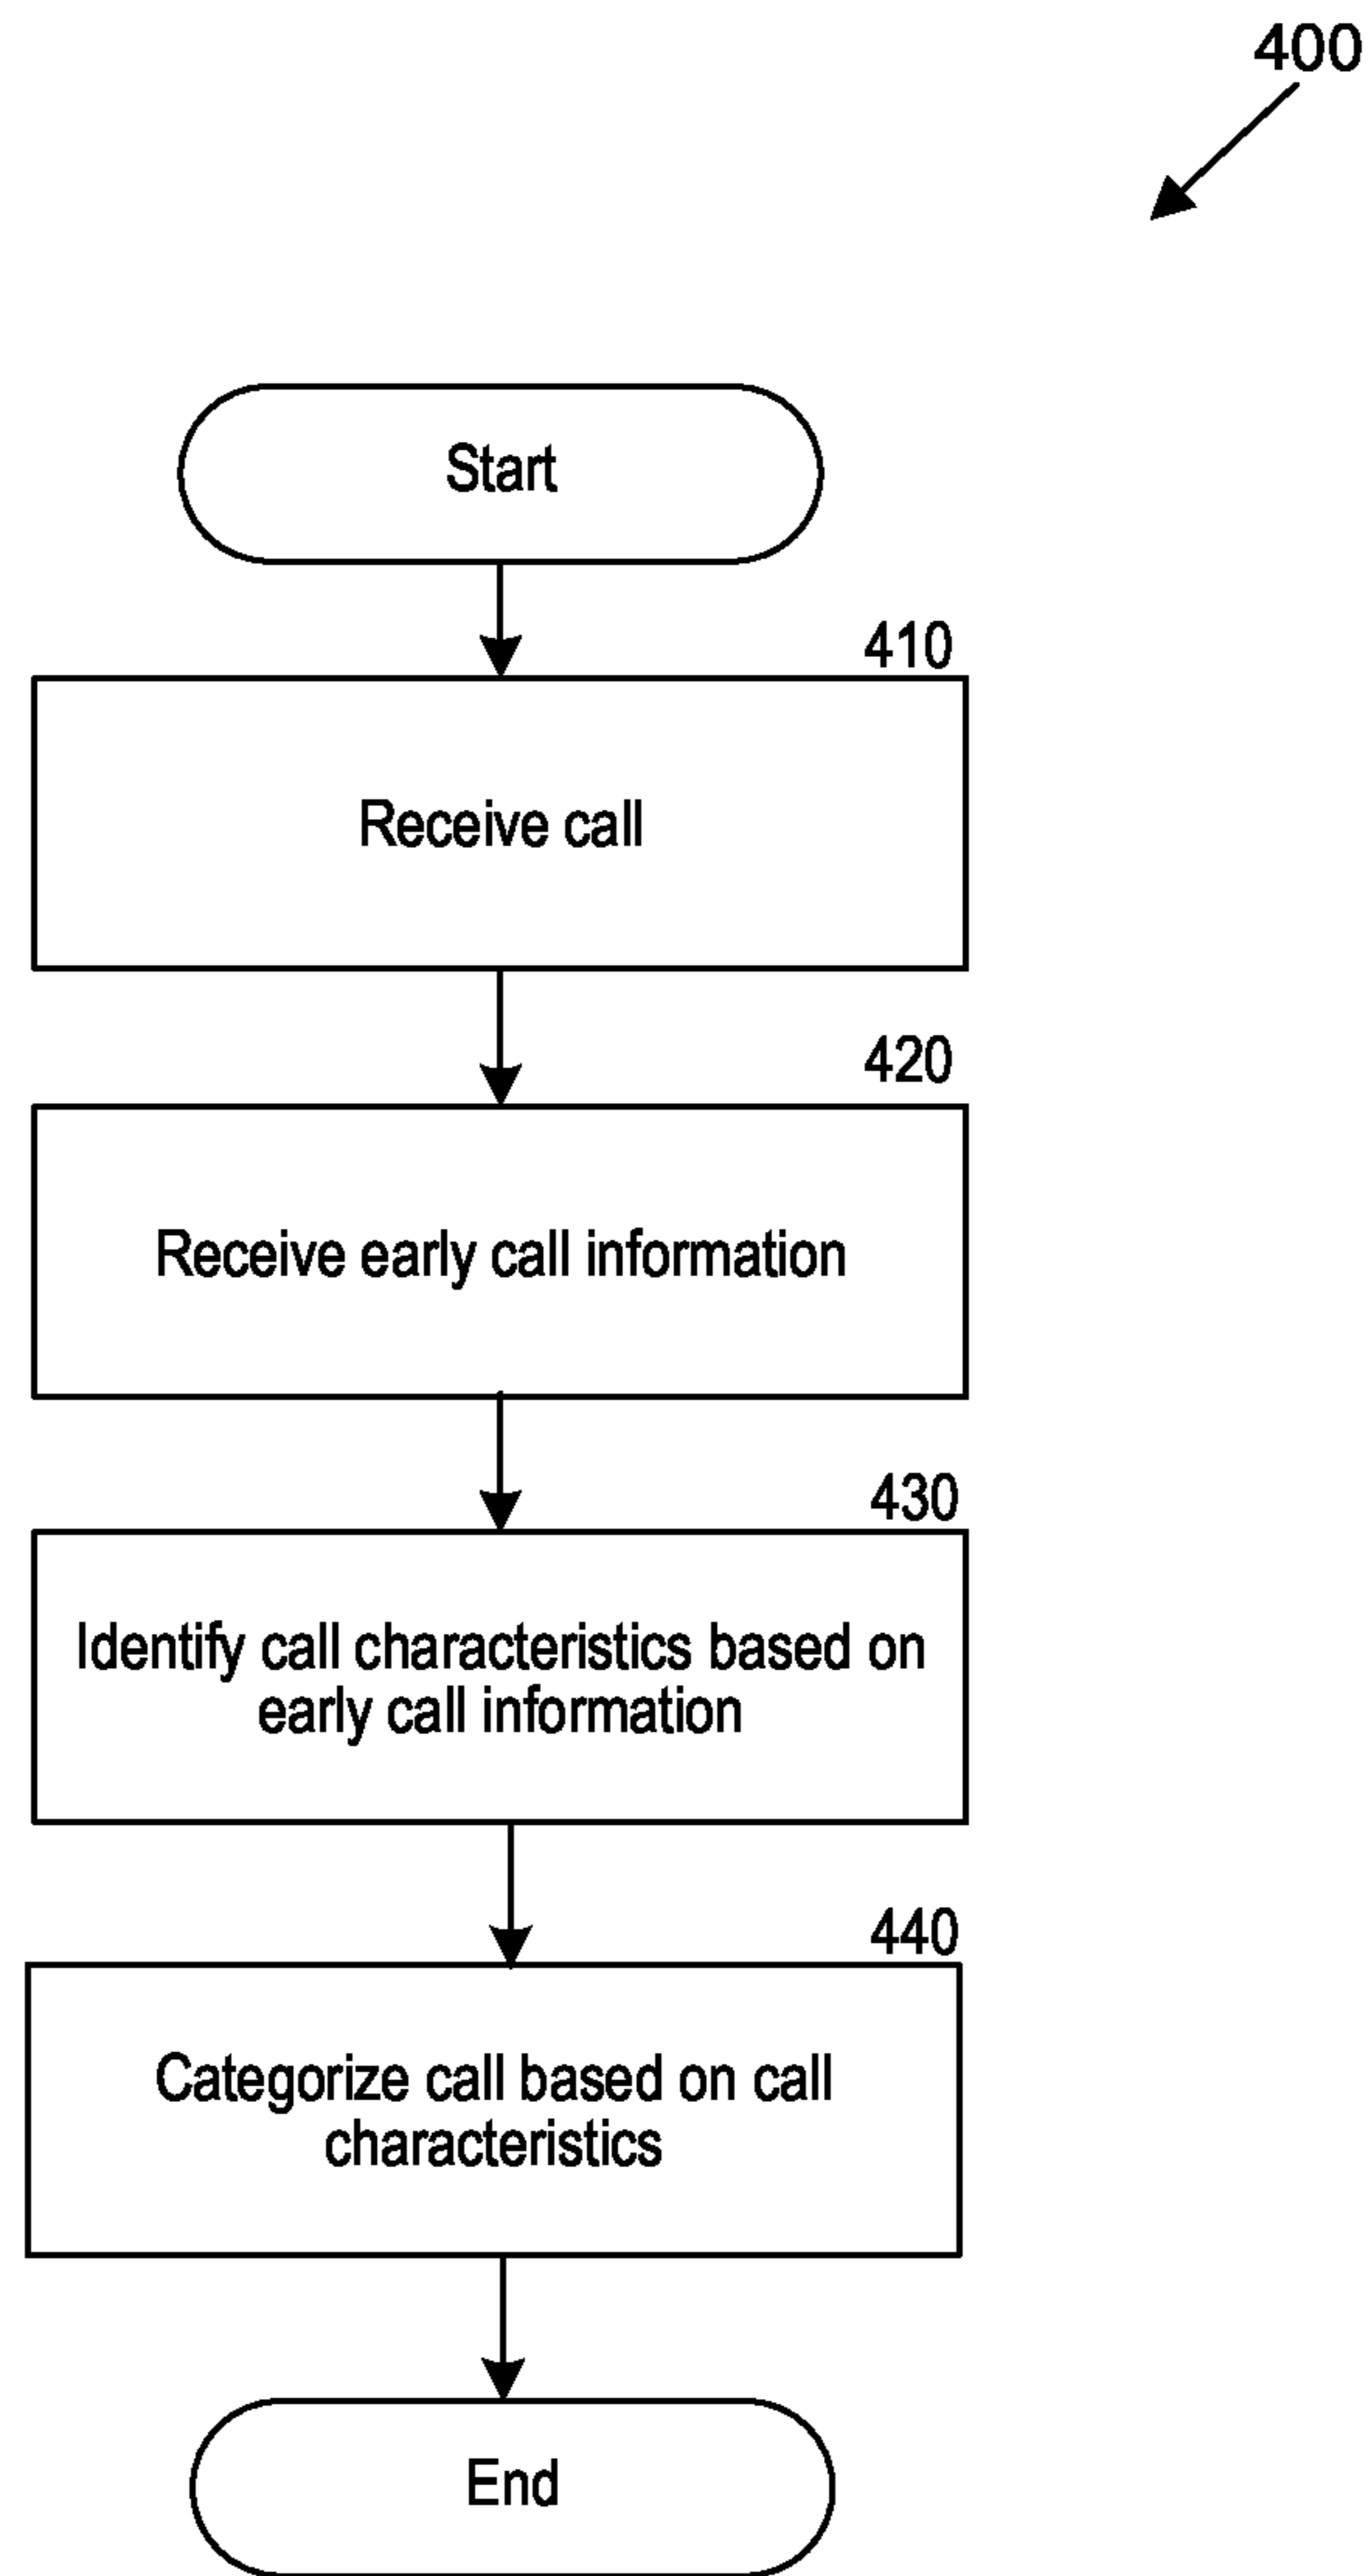 400
Start
410
Receive call
420
Receive early call information
430
Identify call characteristics based on
early call information
440
Categorize call based on call
characteristics
End